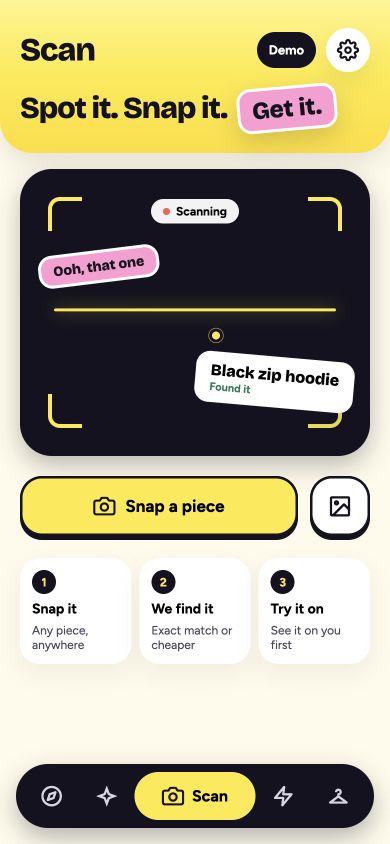 Scan
Demo
Spot it. Snap it. Get it.
Scanning
Ooh, that one
Black zip hoodie
Found it
Snap a piece
1
Snap it
Any piece,
anywhere
2
We find it
Exact match or
cheaper
3
Try it on
See it on you
first
Scan